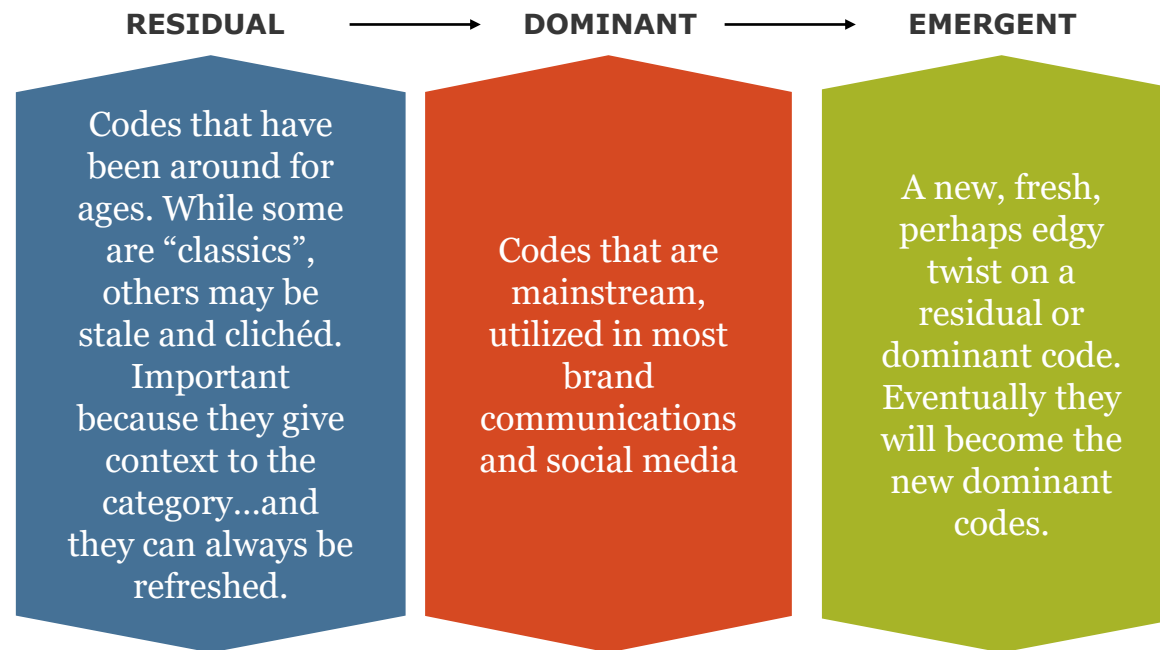 RESIDUAL
DOMINANT
EMERGENT
Codes that have
been around for
ages. While some
are “classics”,
others may be
stale and clichéd.
Important
because they give
context to the
category...and
they can always be
refreshed.
Codes that are
mainstream,
utilized in most
brand
communications
and social media
A new, fresh,
perhaps edgy
twist on a
residual or
dominant code.
Eventually they
will become the
new dominant
codes.